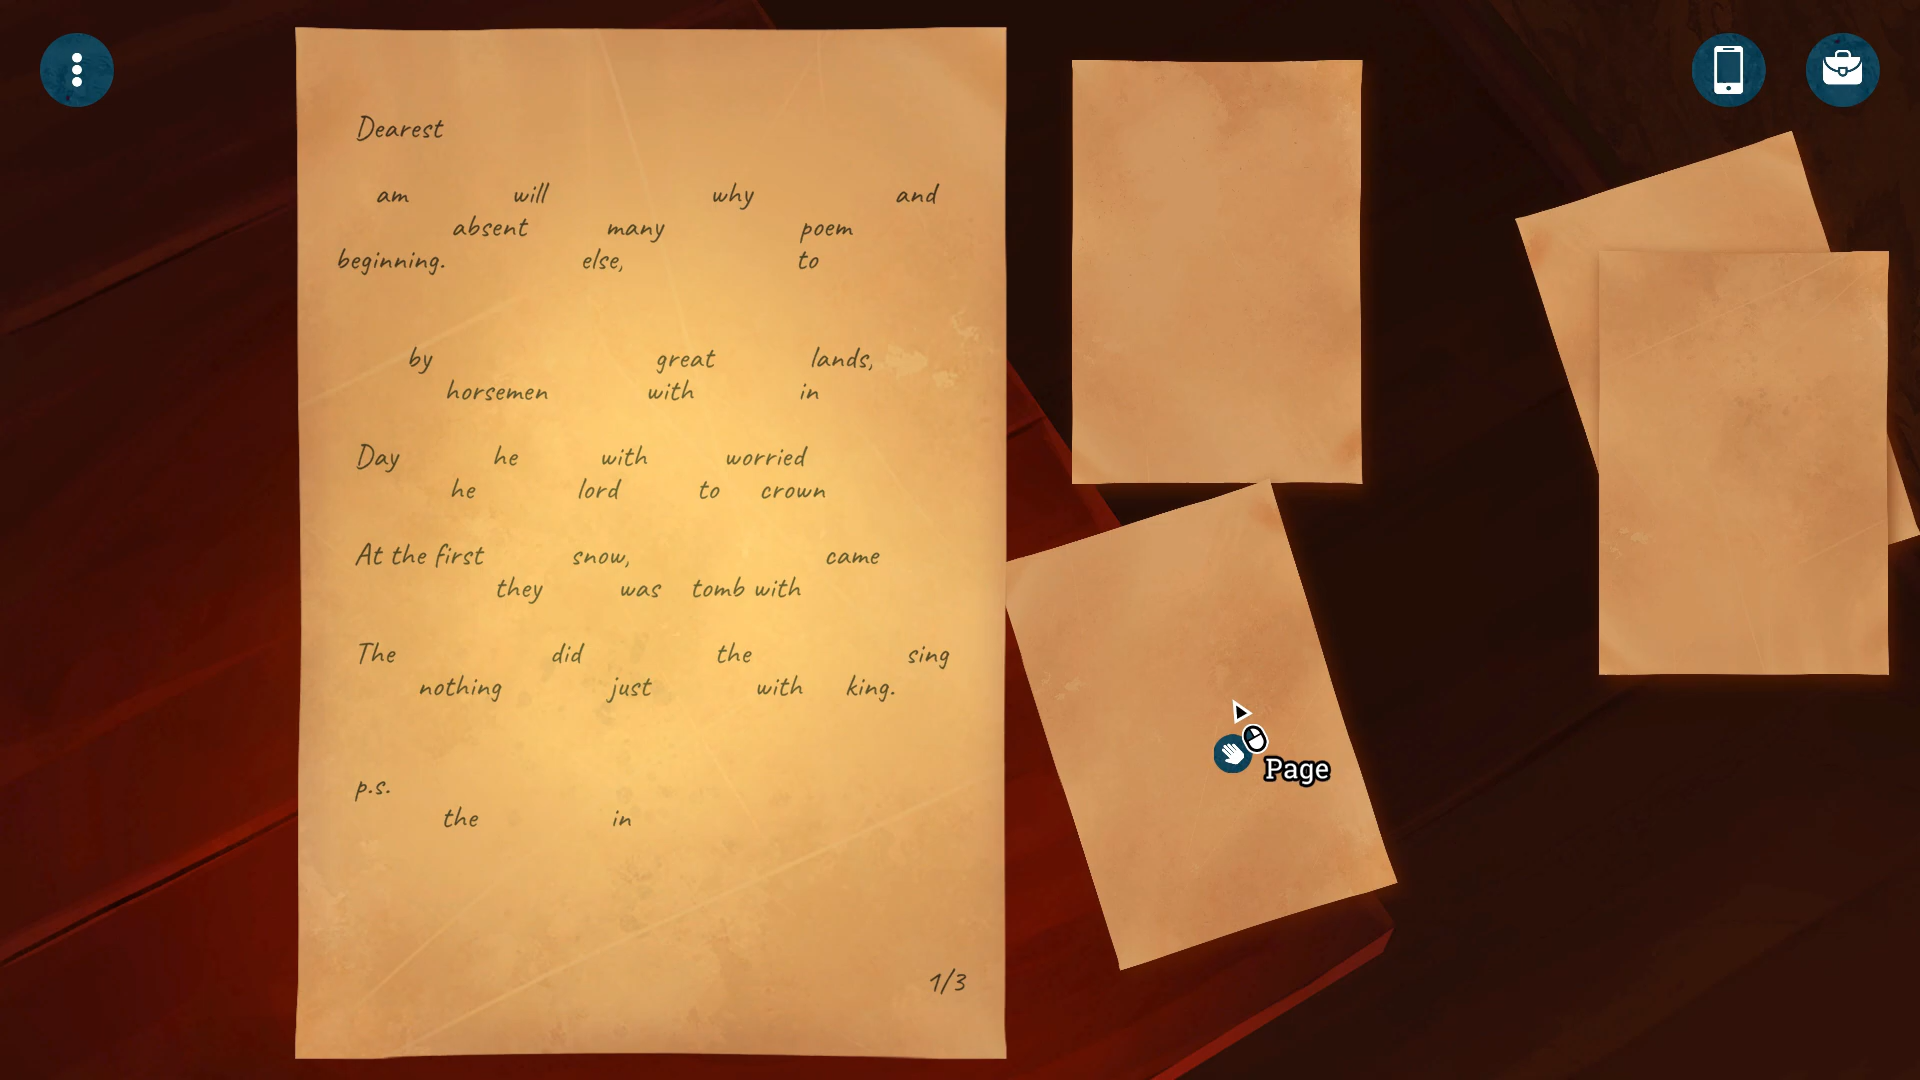 Dearest
am will why and
absent many poem
beginning. else, to
by great lands,
horsemen with in
Day he with worried
he lord to crown
At the first snow, came
they was tomb with
The did the sing
nothing just with king.
p.s.
the in
1/3
Page